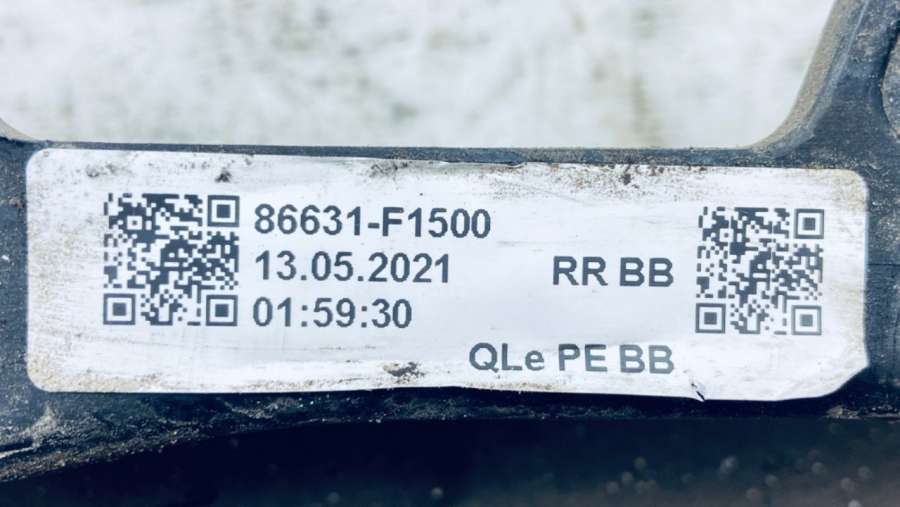 86631-F1500
13.05.2021
RR BB
01:59:30
QLe PE BB